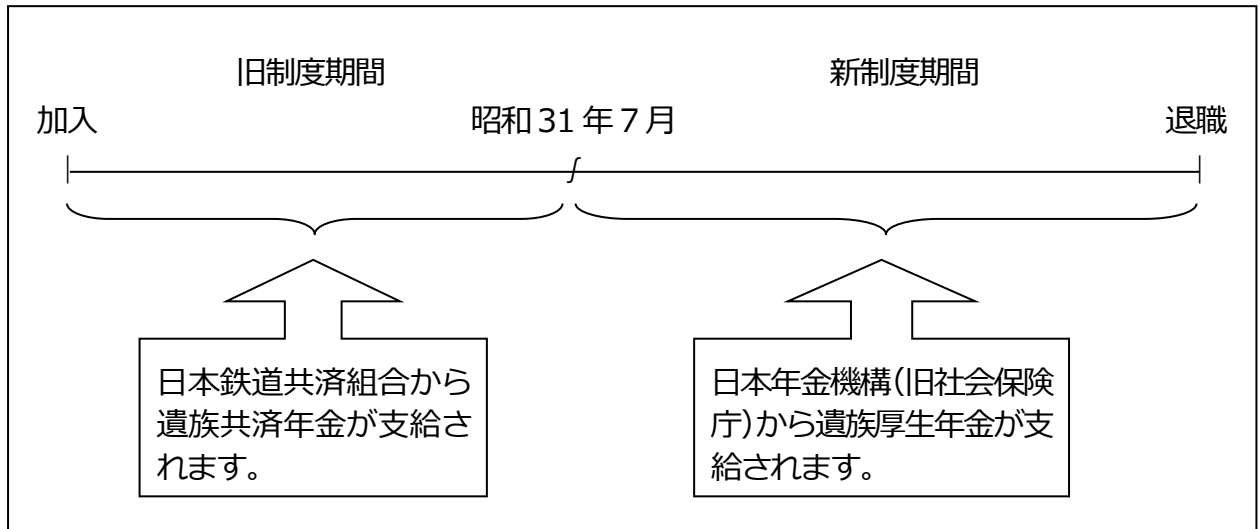 旧制度期間
新制度期間
加入
昭和 31 年 7 月
退職
日本鉄道共済組合から
遺族共済年金が支給さ
れます。
日本年金機構(旧社会保険
庁)から遺族厚生年金が支
給されます。